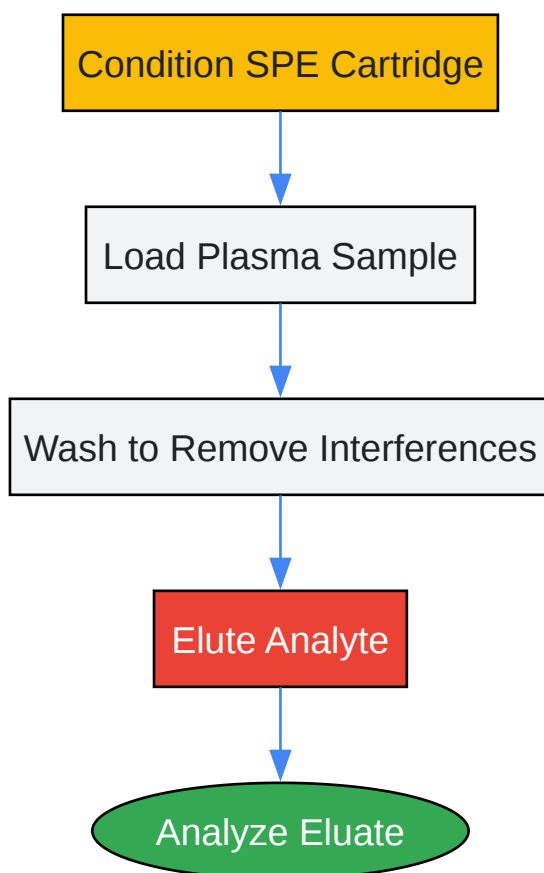 Condition SPE Cartridge
Load Plasma Sample
Wash to Remove Interferences
Elute Analyte
Analyze Eluate